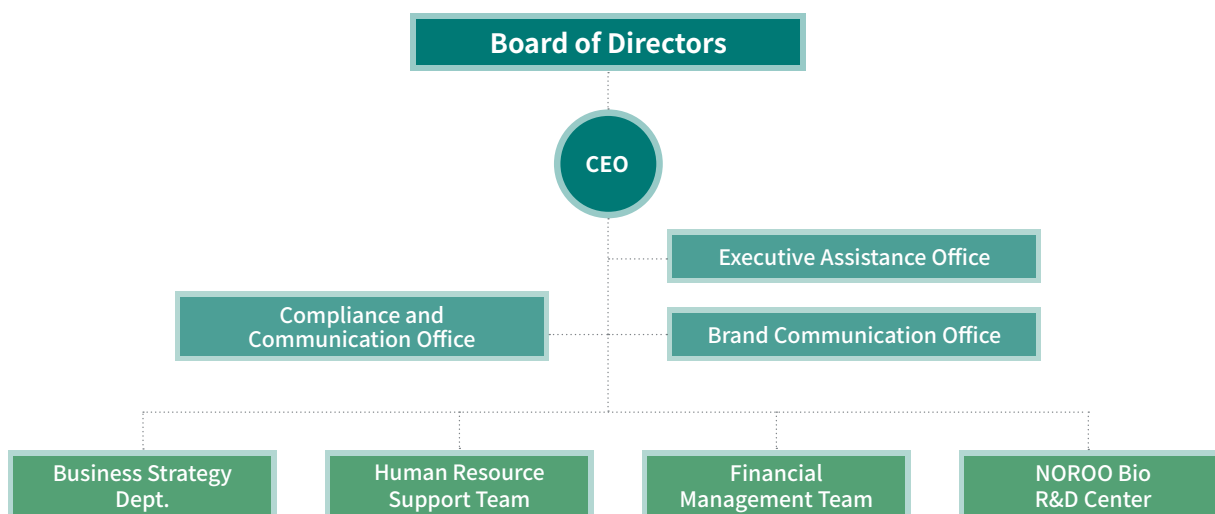 Board of Directors
CEO
Executive Assistance Office
Compliance and
Communication Office
Brand Communication Office
Business Strategy
Dept.
Human Resource
Support Team
Financial
Management Team
NOROO Bio
R&D Center